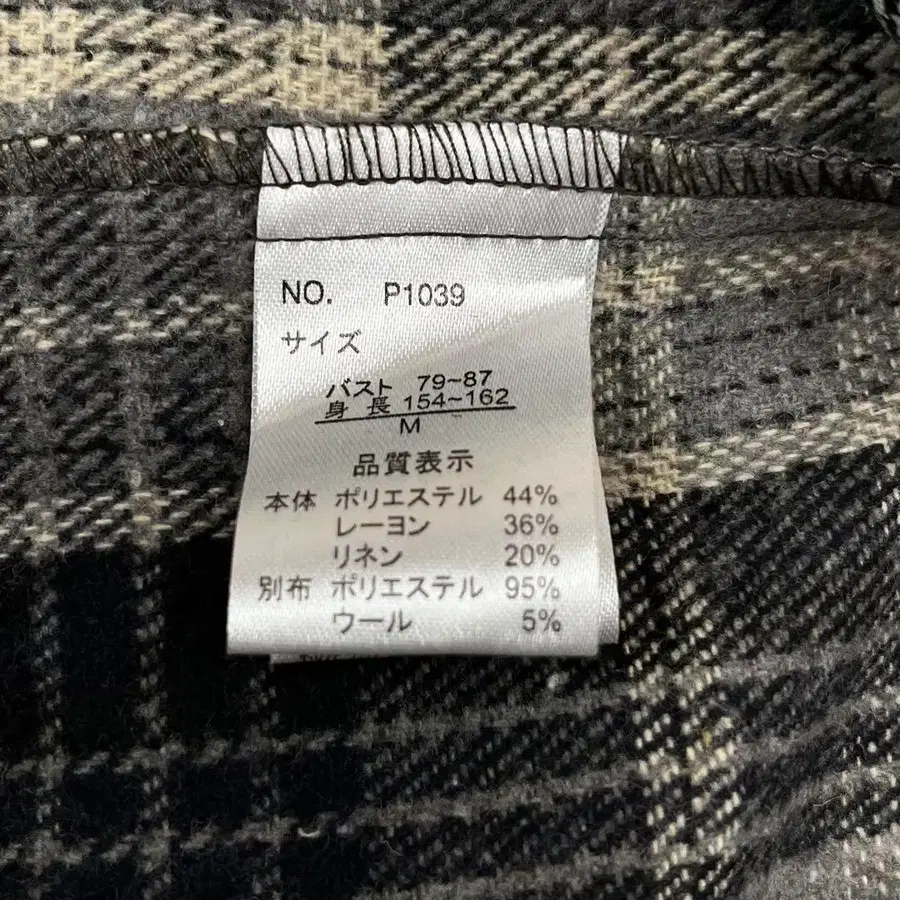 NO. P1039
サイズ
バスト 79~87
身長 154~162
M
品質表示
本体 ポリエステル 44%
レーヨン 36%
リネン 20%
別布 ポリエステル 95%
ウール 5%